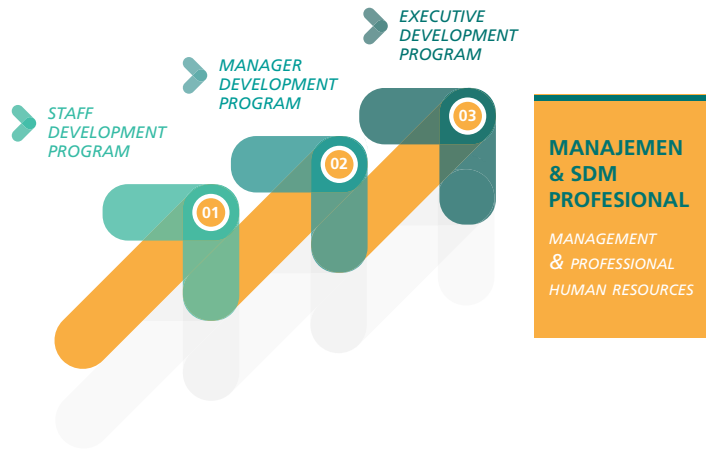 EXECUTIVE
DEVELOPMENT
PROGRAM
MANAGER
DEVELOPMENT
PROGRAM
STAFF
DEVELOPMENT
PROGRAM
03
02
01
MANAJEMEN
& SDM
PROFESIONAL
MANAGEMENT
& PROFESSIONAL
HUMAN RESOURCES